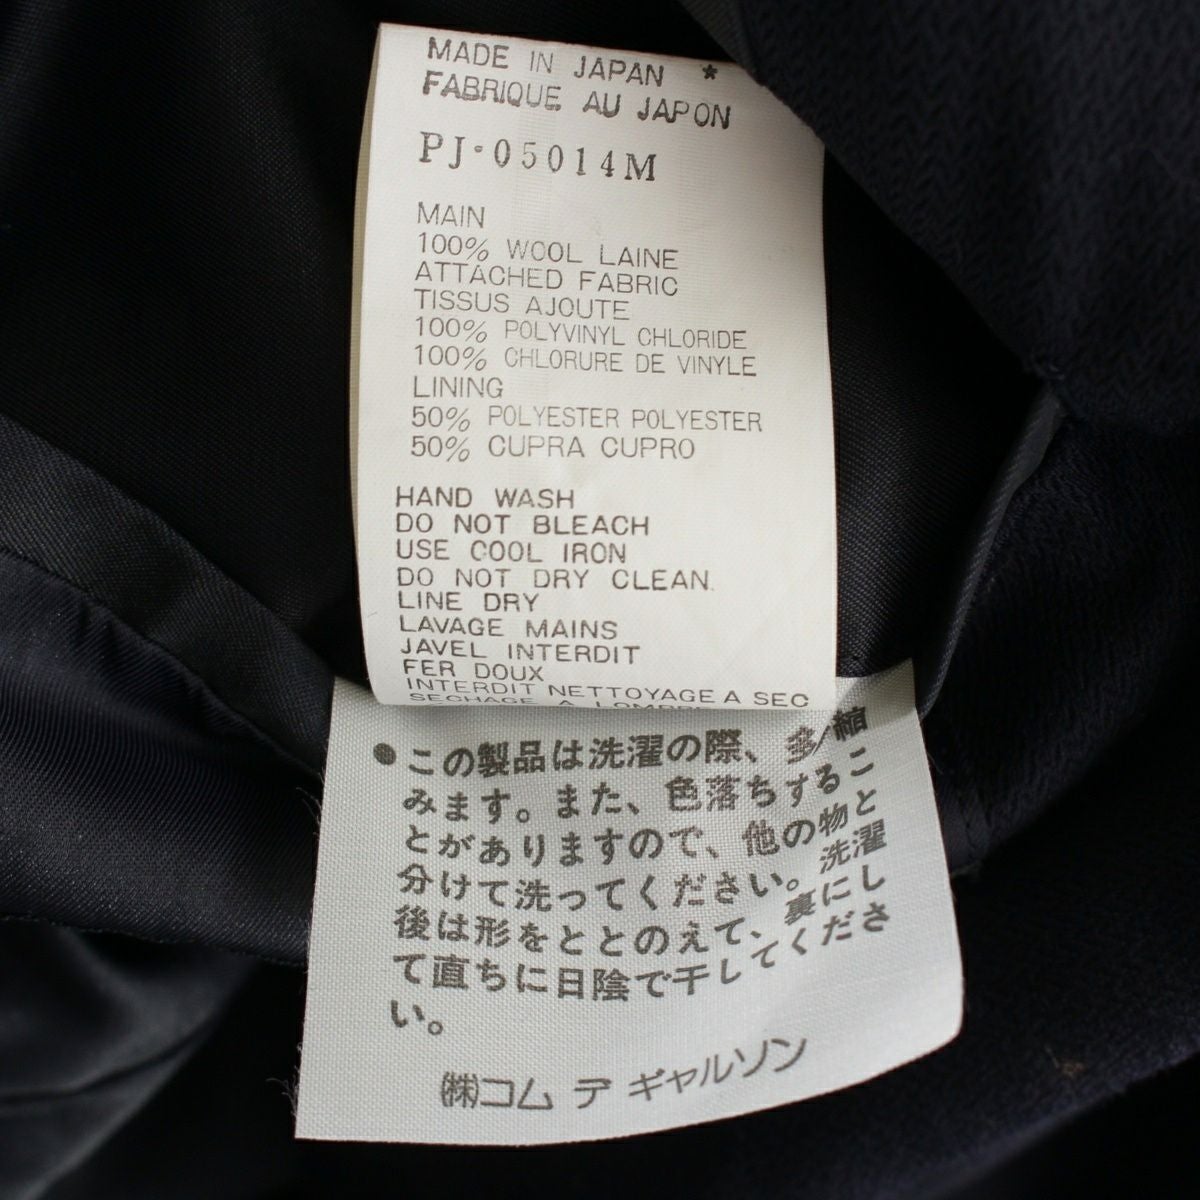 MADE IN JAPAN *
FABRIQUE AU JAPON
PJ-05014M
MAIN
100% WOOL LAINE
ATTACHED FABRIC
TISSUS AJOUTE
100% POLYVINYL CHLORIDE
100% CHLORURE DE VINYLE
LINING
50% POLYESTER POLYESTER
50% CUPRA CUPRO
HAND WASH
DO NOT BLEACH
USE COOL IRON
DO NOT DRY CLEAN.
LINE DRY
LAVAGE MAINS
JAVEL INTERDIT
FER DOUX
INTERDIT NETTOYAGE A SEC
SECHAGE A
●この製品は洗濯の際、多少縮
みます。また、色落ちするこ
とがありますので、他の物と
分けて洗ってください。洗濯
後は形をととのえて、裏にし
て直ちに日陰で干してくださ
い。
㈱コム デ ギャルソン